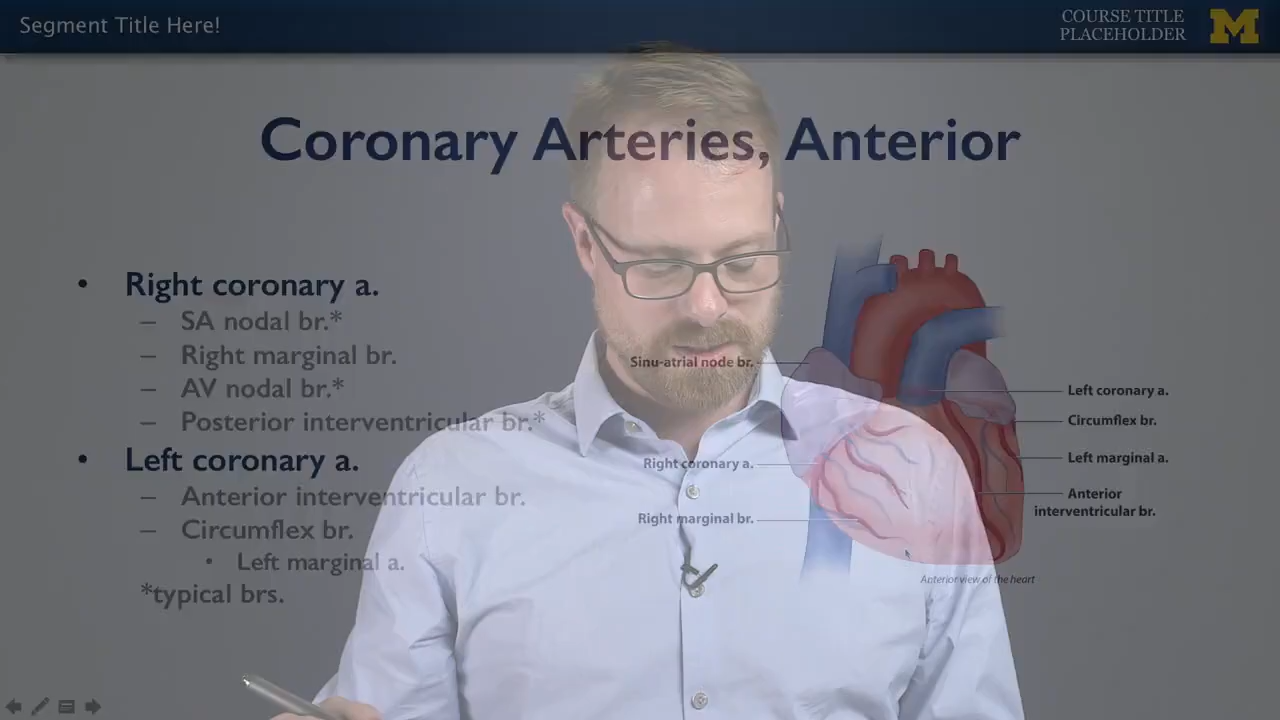 Segment Title Here!
COURSE TITLE
PLACEHOLDER
M
Coronary Arteries, Anterior
• Right coronary a.
– SA nodal br.*
– Right marginal br.
– AV nodal br.*
– Posterior interventricular br.*
• Left coronary a.
– Anterior interventricular br.
– Circumflex br.
• Left marginal a.
*typical brs.
Sinu-atrial node br.
Right coronary a.
Right marginal br.
Left coronary a.
Circumflex br.
Left marginal a.
Anterior
interventricular br.
Anterior view of the heart